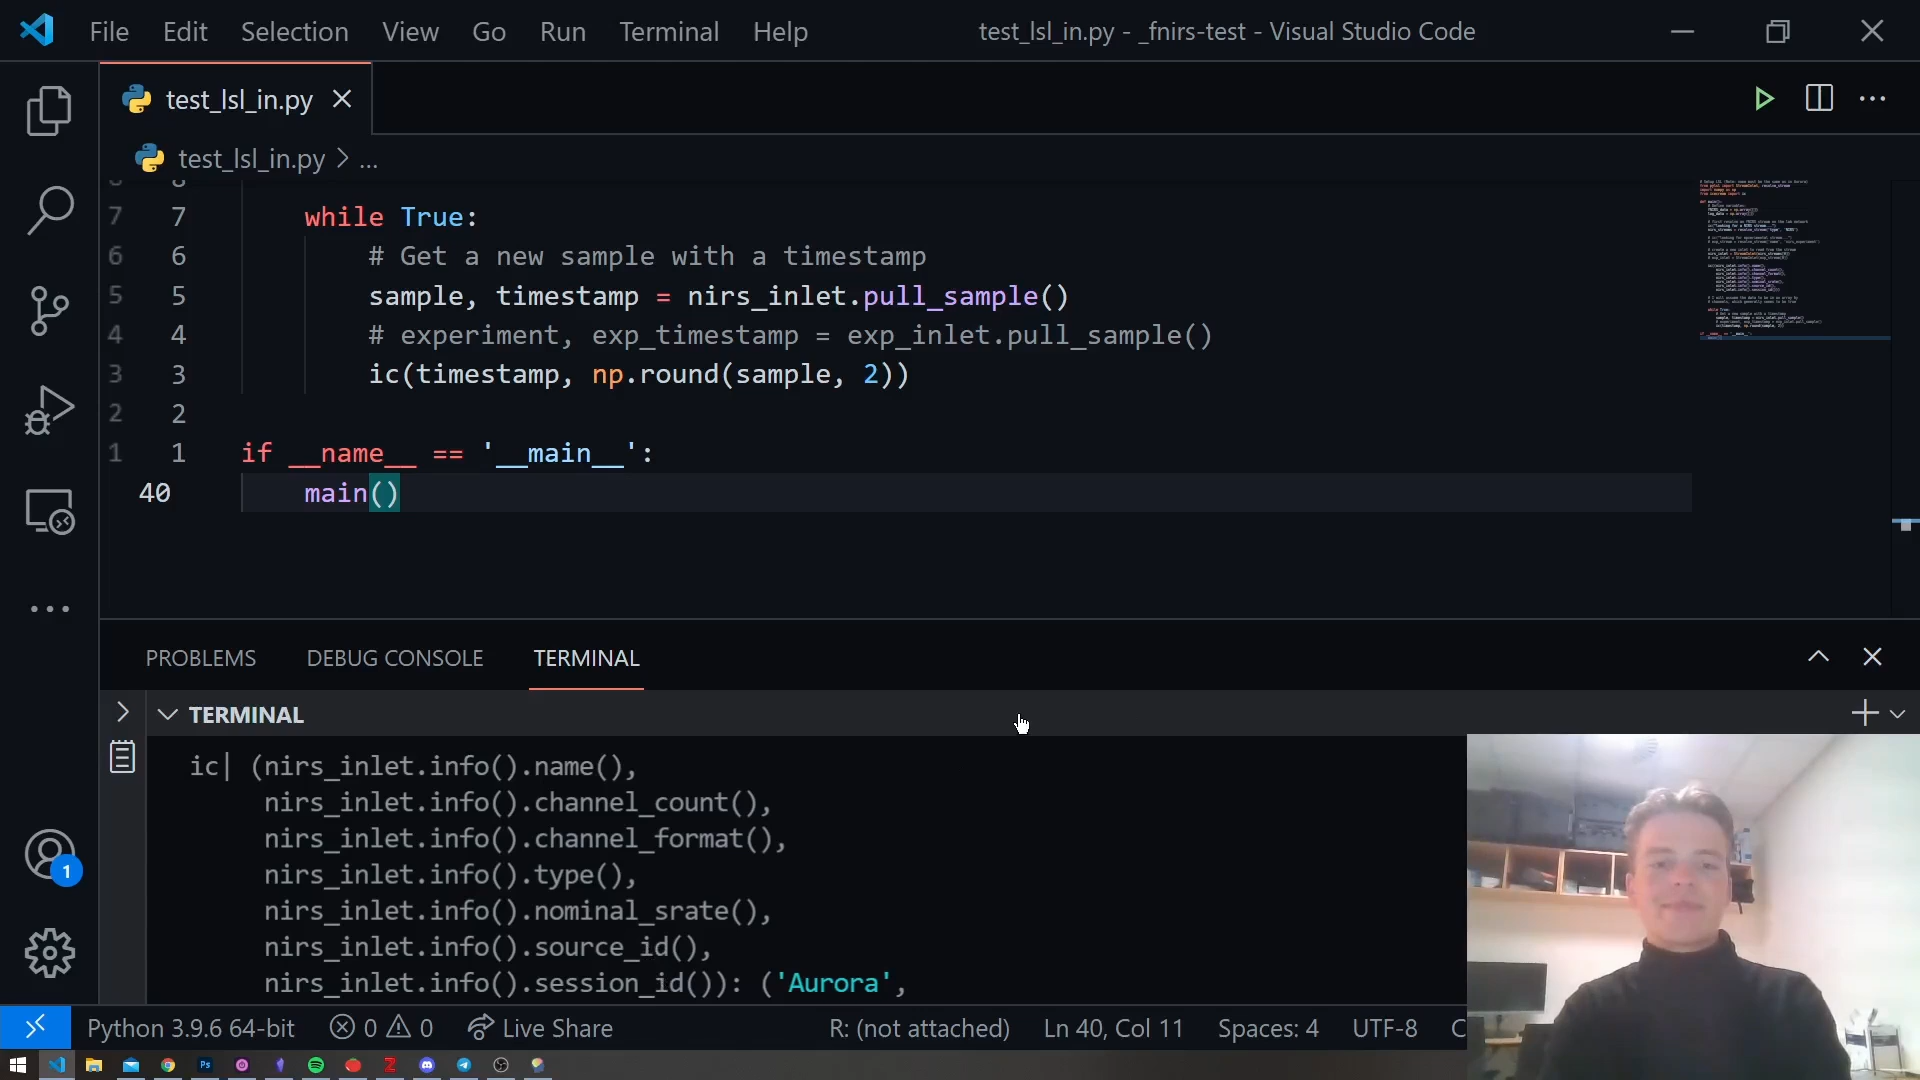 File Edit Selection View Go Run Terminal Help test_lsl_in.py - _fnirs-test - Visual Studio Code
test_lsl_in.py
test_lsl_in.py > ...
7 7 while True:
6 6 # Get a new sample with a timestamp
5 5 sample, timestamp = nirs_inlet.pull_sample()
4 4 # experiment, exp_timestamp = exp_inlet.pull_sample()
3 3 ic(timestamp, np.round(sample, 2))
2 2
1 1 if __name__ == '__main__':
40 main()
PROBLEMS DEBUG CONSOLE TERMINAL
TERMINAL
ic| (nirs_inlet.info().name(),
nirs_inlet.info().channel_count(),
nirs_inlet.info().channel_format(),
nirs_inlet.info().type(),
nirs_inlet.info().nominal_srate(),
nirs_inlet.info().source_id(),
nirs_inlet.info().session_id()): ('Aurora',
1
Python 3.9.6 64-bit 0 0 Live Share R: (not attached) Ln 40, Col 11 Spaces: 4 UTF-8 C
Ps Z